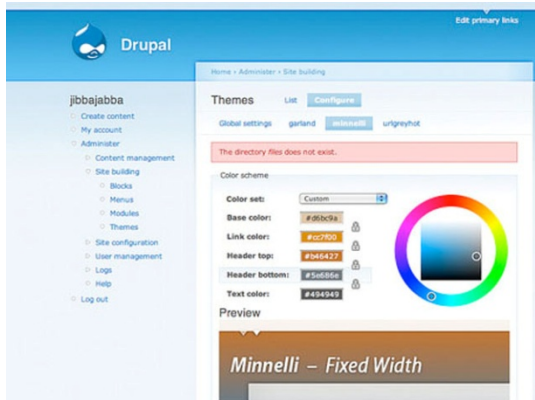 Edit primary links
Drupal
Home › Administer › Site building
jibbajabba
Create content
My account
Administer
Content management
Site building
Blocks
Menus
Modules
Themes
Site configuration
User management
Logs
Help
Log out
Themes List Configure
Global settings garland minnelli urlgreyhot
The directory files does not exist.
Color scheme
Color set: Custom
Base color: #d6bc9a
Link color: #cc7f00
Header top: #b46427
Header bottom: #5e686e
Text color: #494949
Preview
Minnelli – Fixed Width